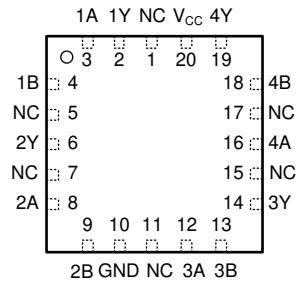 1A 1Y NC VCC 4Y
3 2 1 20 19
1B 4 18 4B
NC 5 17 NC
2Y 6 16 4A
NC 7 15 NC
2A 8 14 3Y
9 10 11 12 13
2B GND NC 3A 3B